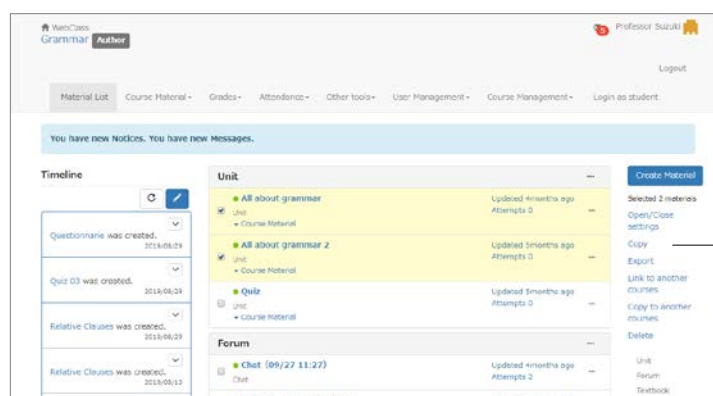 WebClass
Grammar Author
5
Professor Suzuki
Logout
Material List
Course Material
Grades
Attendance
Other tools
User Management
Course Management
Login as student
You have new Notices. You have new Messages.
Timeline
Questionnarie was created.
2019/08/29
Quiz 03 was created.
2019/08/29
Relative Clauses was created.
2019/08/29
Relative Clauses was created.
Unit
All about grammar
Unit
Course Material
Updated 4months ago
Attempts 0
All about grammar 2
Unit
Course Material
Updated 5months ago
Attempts 0
Quiz
Unit
Course Material
Updated 5months ago
Attempts 0
Forum
Chat (09/27 11:27)
Chat
Updated 4months ago
Attempts 2
Create Material
Selected 2 materials
Open/Close
settings
Copy
Export
Link to another
courses
Copy to another
courses
Delete
Unit
Forum
Textbook